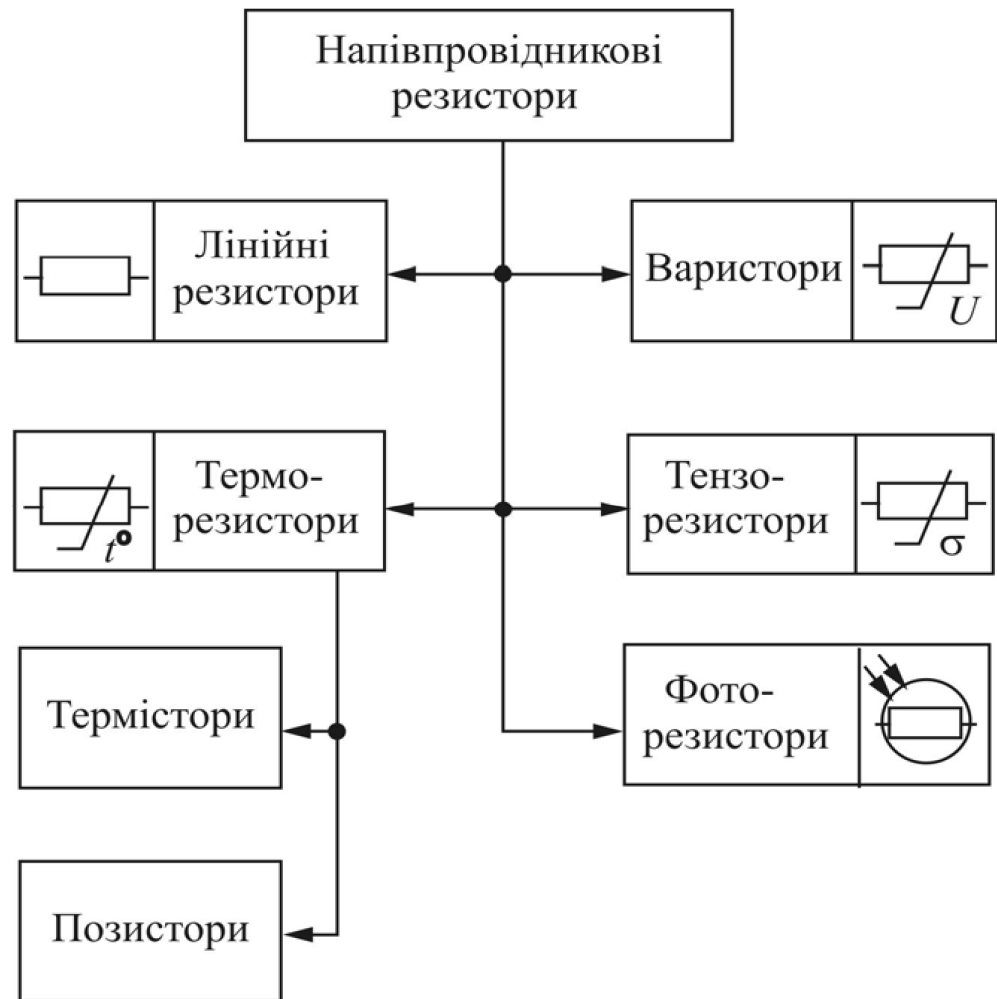 Напівпровідникові
резистори
Лінійні
резистори
Варистори
U
Термо-
резистори
t°
Тензо-
резистори
σ
Термістори
Фото-
резистори
Позистори